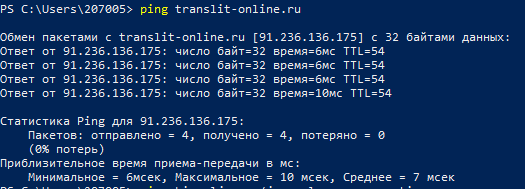 PS C:\Users\207005> ping translit-online.ru
Обмен пакетами с translit-online.ru [91.236.136.175] с 32 байтами данных:
Ответ от 91.236.136.175: число байт=32 время=6мс TTL=54
Ответ от 91.236.136.175: число байт=32 время=6мс TTL=54
Ответ от 91.236.136.175: число байт=32 время=6мс TTL=54
Ответ от 91.236.136.175: число байт=32 время=10мс TTL=54
Статистика Ping для 91.236.136.175:
Пакетов: отправлено = 4, получено = 4, потеряно = 0
(0% потерь)
Приблизительное время приема-передачи в мс:
Минимальное = 6мсек, Максимальное = 10 мсек, Среднее = 7 мсек